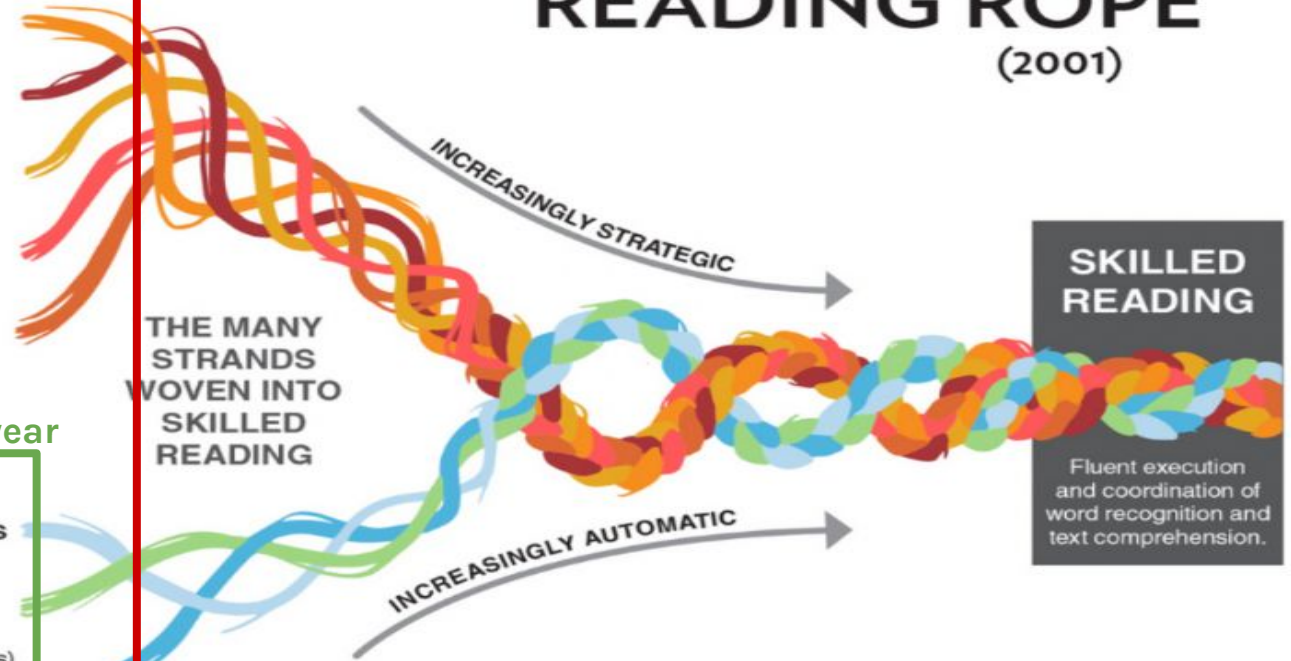 READING ROPE
(2001)
INCREASINGLY STRATEGIC
SKILLED
READING
THE MANY
STRANDS
WOVEN INTO
SKILLED
READING
Fluent execution
and coordination of
word recognition and
text comprehension.
INCREASINGLY AUTOMATIC